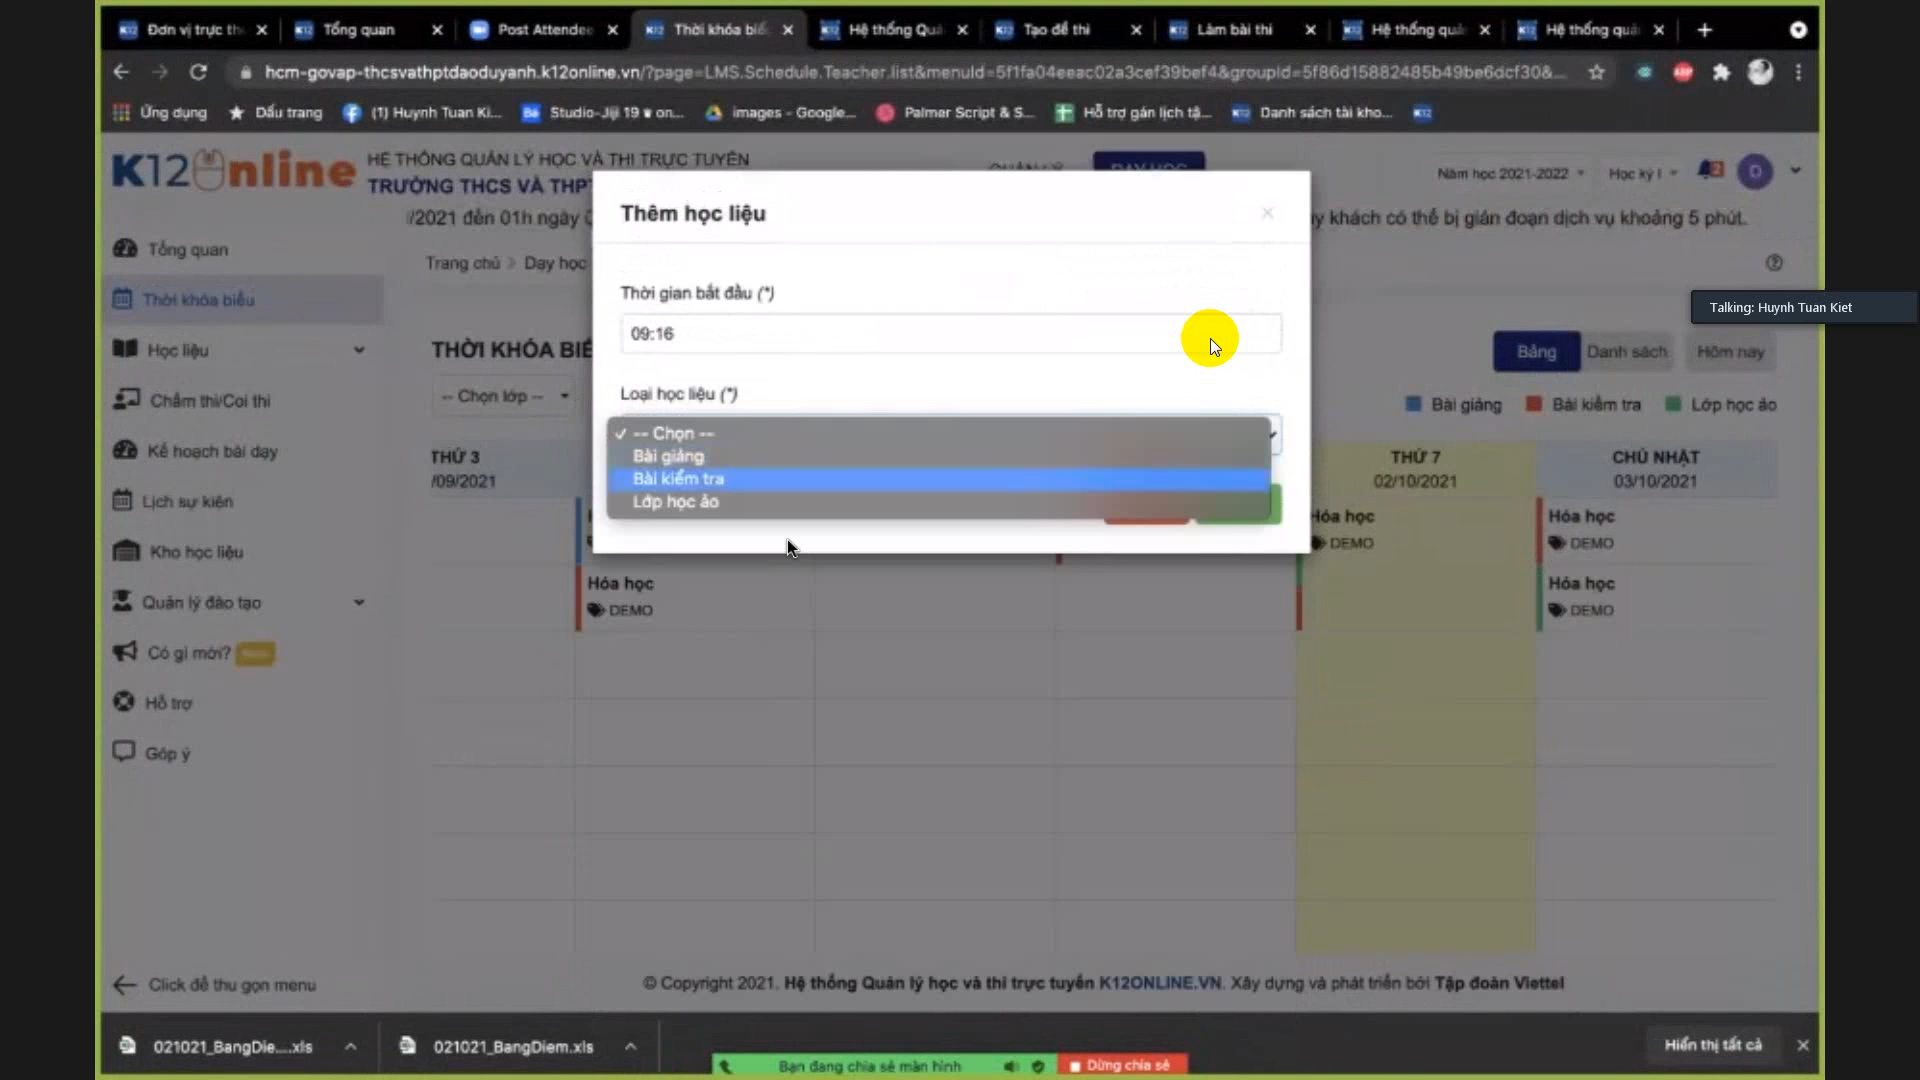 Đơn vị trực th
Tổng quan
Post Attendee
Thời khóa biể
Hệ thống Quả
Tạo đề thi
Làm bài thi
Hệ thống quả
Hệ thống quả
hcm-govap-thcsvathptdaoduyanh.k12online.vn/?page=LMS.Schedule.Teacher.list&menuId=5f1fa04eeac02a3cef39bef4&groupId=5f86d15882485b49be6dcf30&...
Ứng dụng
Dấu trang
(1) Huynh Tuan Ki...
Studio-Jiji 19 ♛ on...
images - Google...
Palmer Script & S...
Hỗ trợ gán lịch tậ...
Danh sách tài kho...
K12Online
HỆ THỐNG QUẢN LÝ HỌC VÀ THI TRỰC TUYẾN
TRƯỜNG THCS VÀ THP
Năm học 2021-2022
Học kỳ I
2
D
/2021 đến 01h ngày
y khách có thể bị gián đoạn dịch vụ khoảng 5 phút.
Tổng quan
Thời khóa biểu
Học liệu
Chấm thi/Coi thi
Kế hoạch bài dạy
Lịch sự kiện
Kho học liệu
Quản lý đào tạo
Có gì mới?
Hỗ trợ
Góp ý
Click để thu gọn menu
Trang chủ > Dạy học
THỜI KHÓA BIỂ
-- Chọn lớp --
Bảng
Danh sách
Hôm nay
Bài giảng
Bài kiểm tra
Lớp học ảo
THỨ 3
/09/2021
THỨ 7
02/10/2021
CHỦ NHẬT
03/10/2021
Hóa học
DEMO
Hóa học
DEMO
Hóa học
DEMO
Hóa học
DEMO
Thêm học liệu
Thời gian bắt đầu (*)
09:16
Loại học liệu (*)
✓ -- Chọn --
Bài giảng
Bài kiểm tra
Lớp học ảo
Talking: Huynh Tuan Kiet
© Copyright 2021. Hệ thống Quản lý học và thi trực tuyến K12ONLINE.VN. Xây dựng và phát triển bởi Tập đoàn Viettel
021021_BangDie....xls
021021_BangDiem.xls
Hiển thị tất cả
Bạn đang chia sẻ màn hình
Dừng chia sẻ